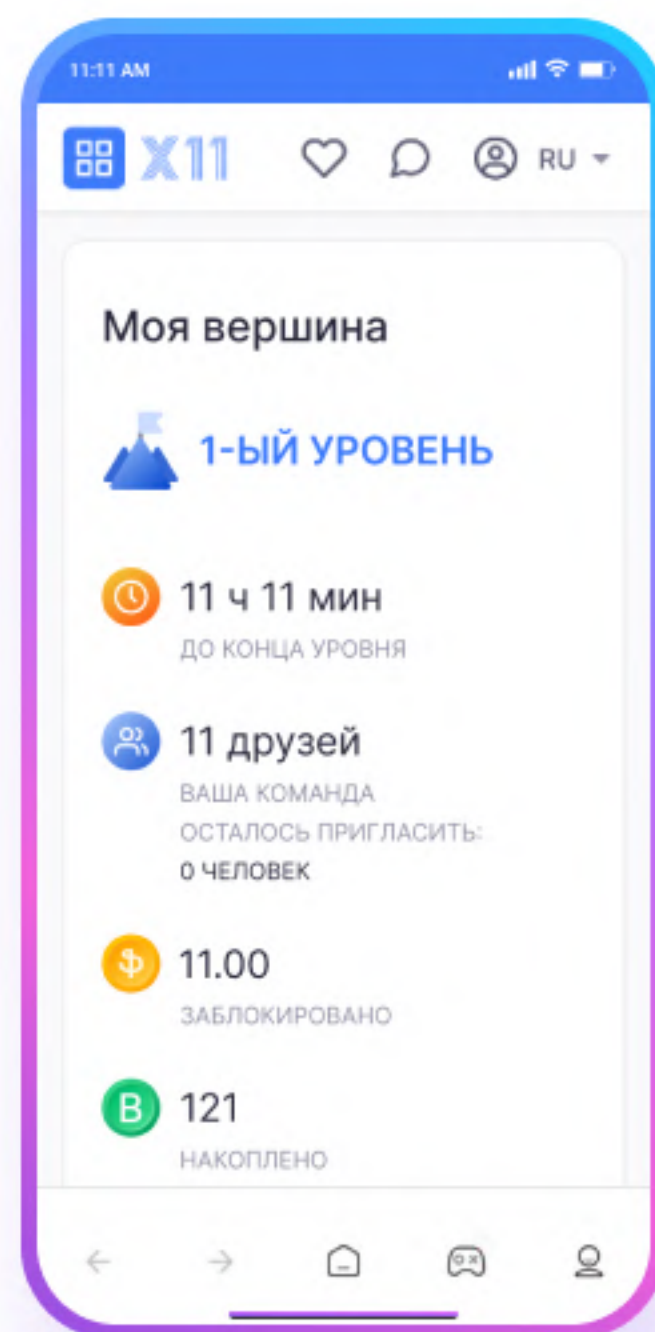 11:11 AM
X11
RU
Моя вершина
1-ЫЙ УРОВЕНЬ
11 ч 11 мин
ДО КОНЦА УРОВНЯ
11 друзей
ВАША КОМАНДА
ОСТАЛОСЬ ПРИГЛАСИТЬ:
0 ЧЕЛОВЕК
$ 11.00
ЗАБЛОКИРОВАНО
B 121
НАКОПЛЕНО